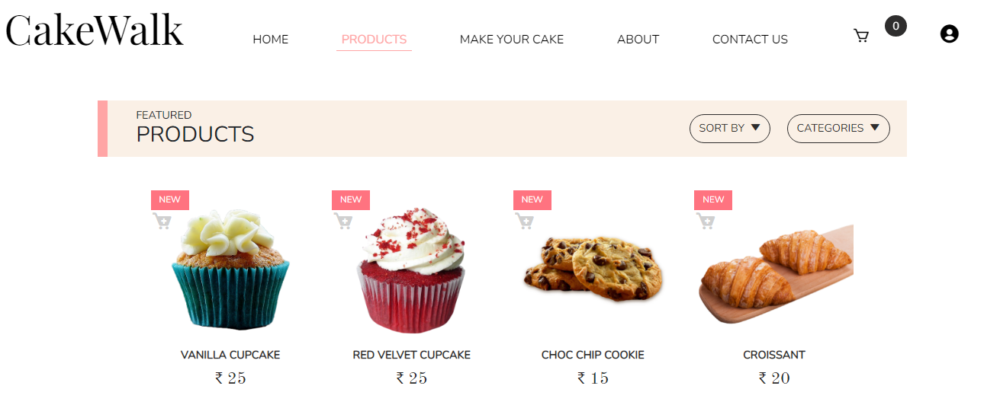 CakeWalk
HOME PRODUCTS MAKE YOUR CAKE ABOUT CONTACT US 0
FEATURED
PRODUCTS
SORT BY ▼ CATEGORIES ▼
NEW NEW NEW NEW
VANILLA CUPCAKE RED VELVET CUPCAKE CHOC CHIP COOKIE CROISSANT
₹ 25 ₹ 25 ₹ 15 ₹ 20